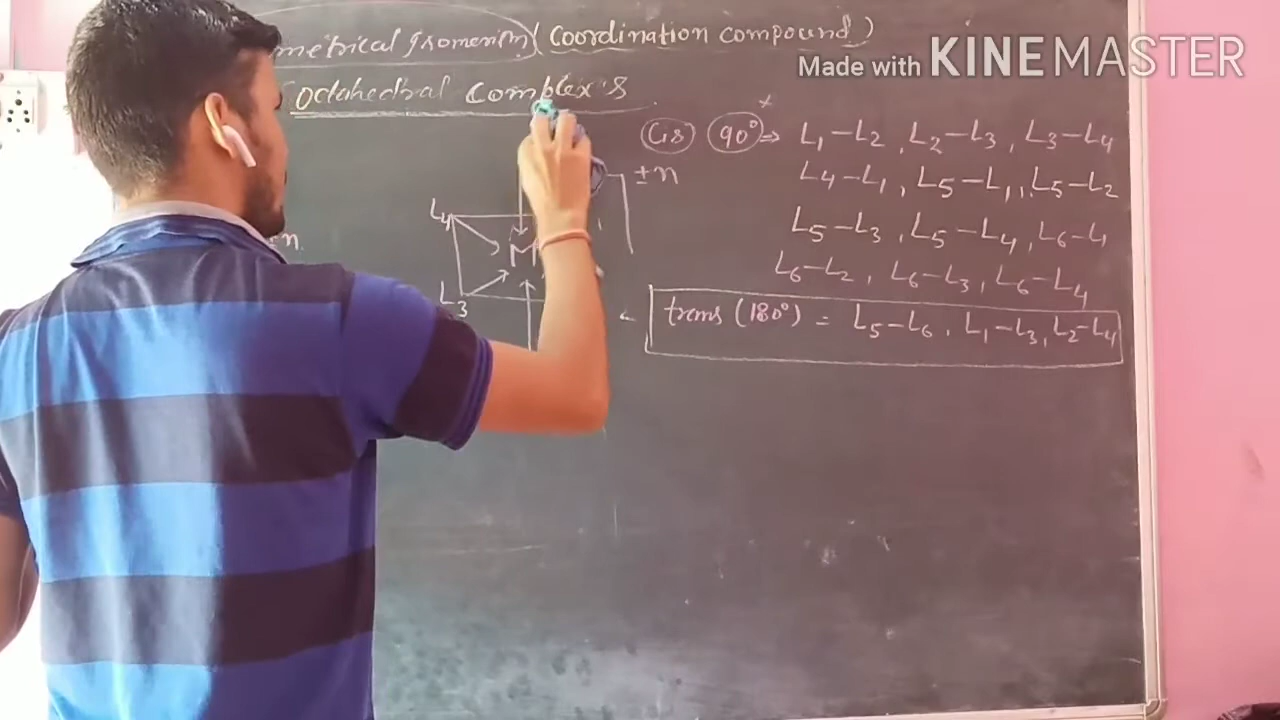 metrical isomerism (coordination compound)
Made with KINEMASTER
Octahedral complex's
Cis 90° ⇒ L1-L2, L2-L3, L3-L4
±n L4-L1, L5-L1, L5-L2
L4
L5-L3, L5-L4, L6-L1
M
n
L6-L2, L6-L3, L6-L4
L3
trans (180°) = L5-L6, L1-L3, L2-L4